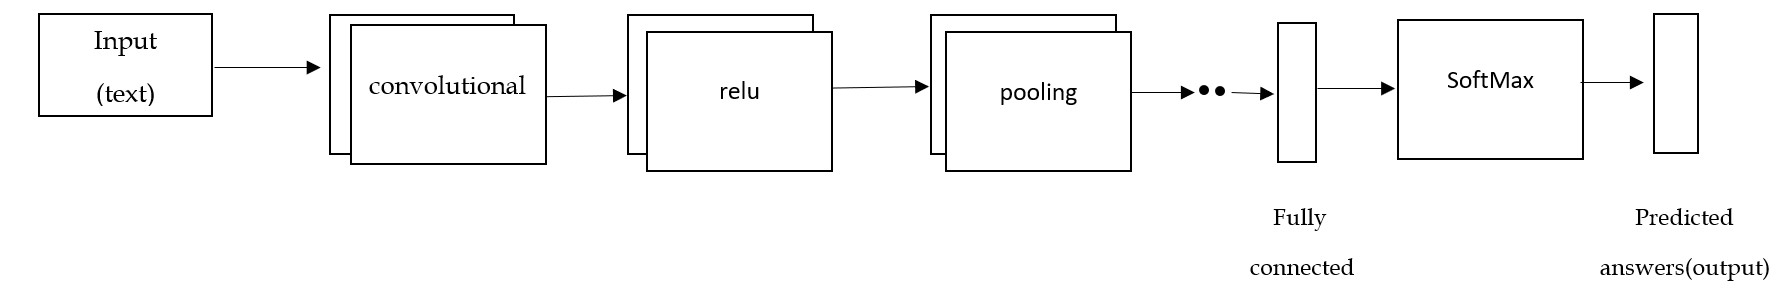 Input
(text)
convolutional
relu
pooling
SoftMax
Fully
connected
Predicted
answers(output)